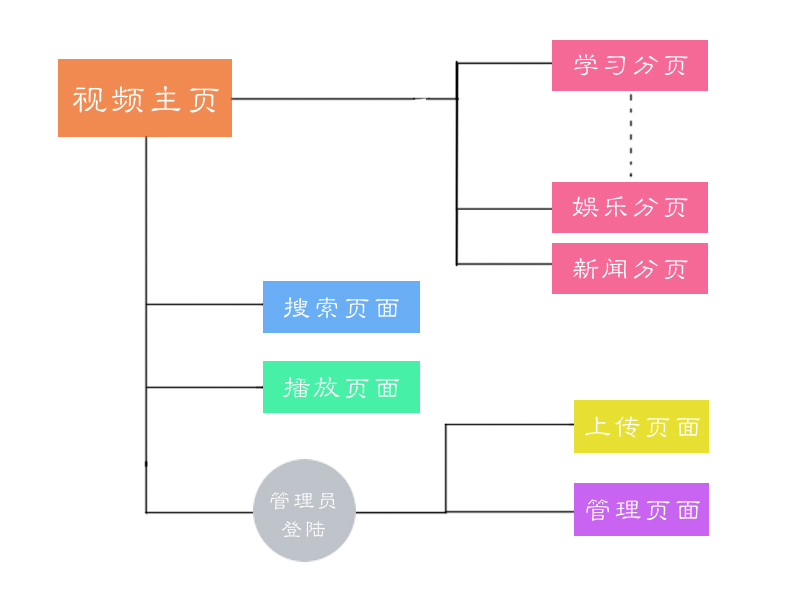 视频主页
学习分页
娱乐分页
新闻分页
搜索页面
播放页面
管理员
登陆
上传页面
管理页面